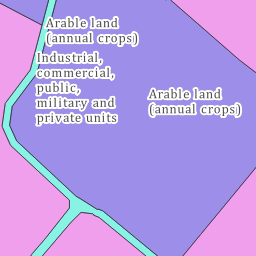 Arable land
(annual crops)
Industrial,
commercial,
public,
military and
private units
Arable land
(annual crops)